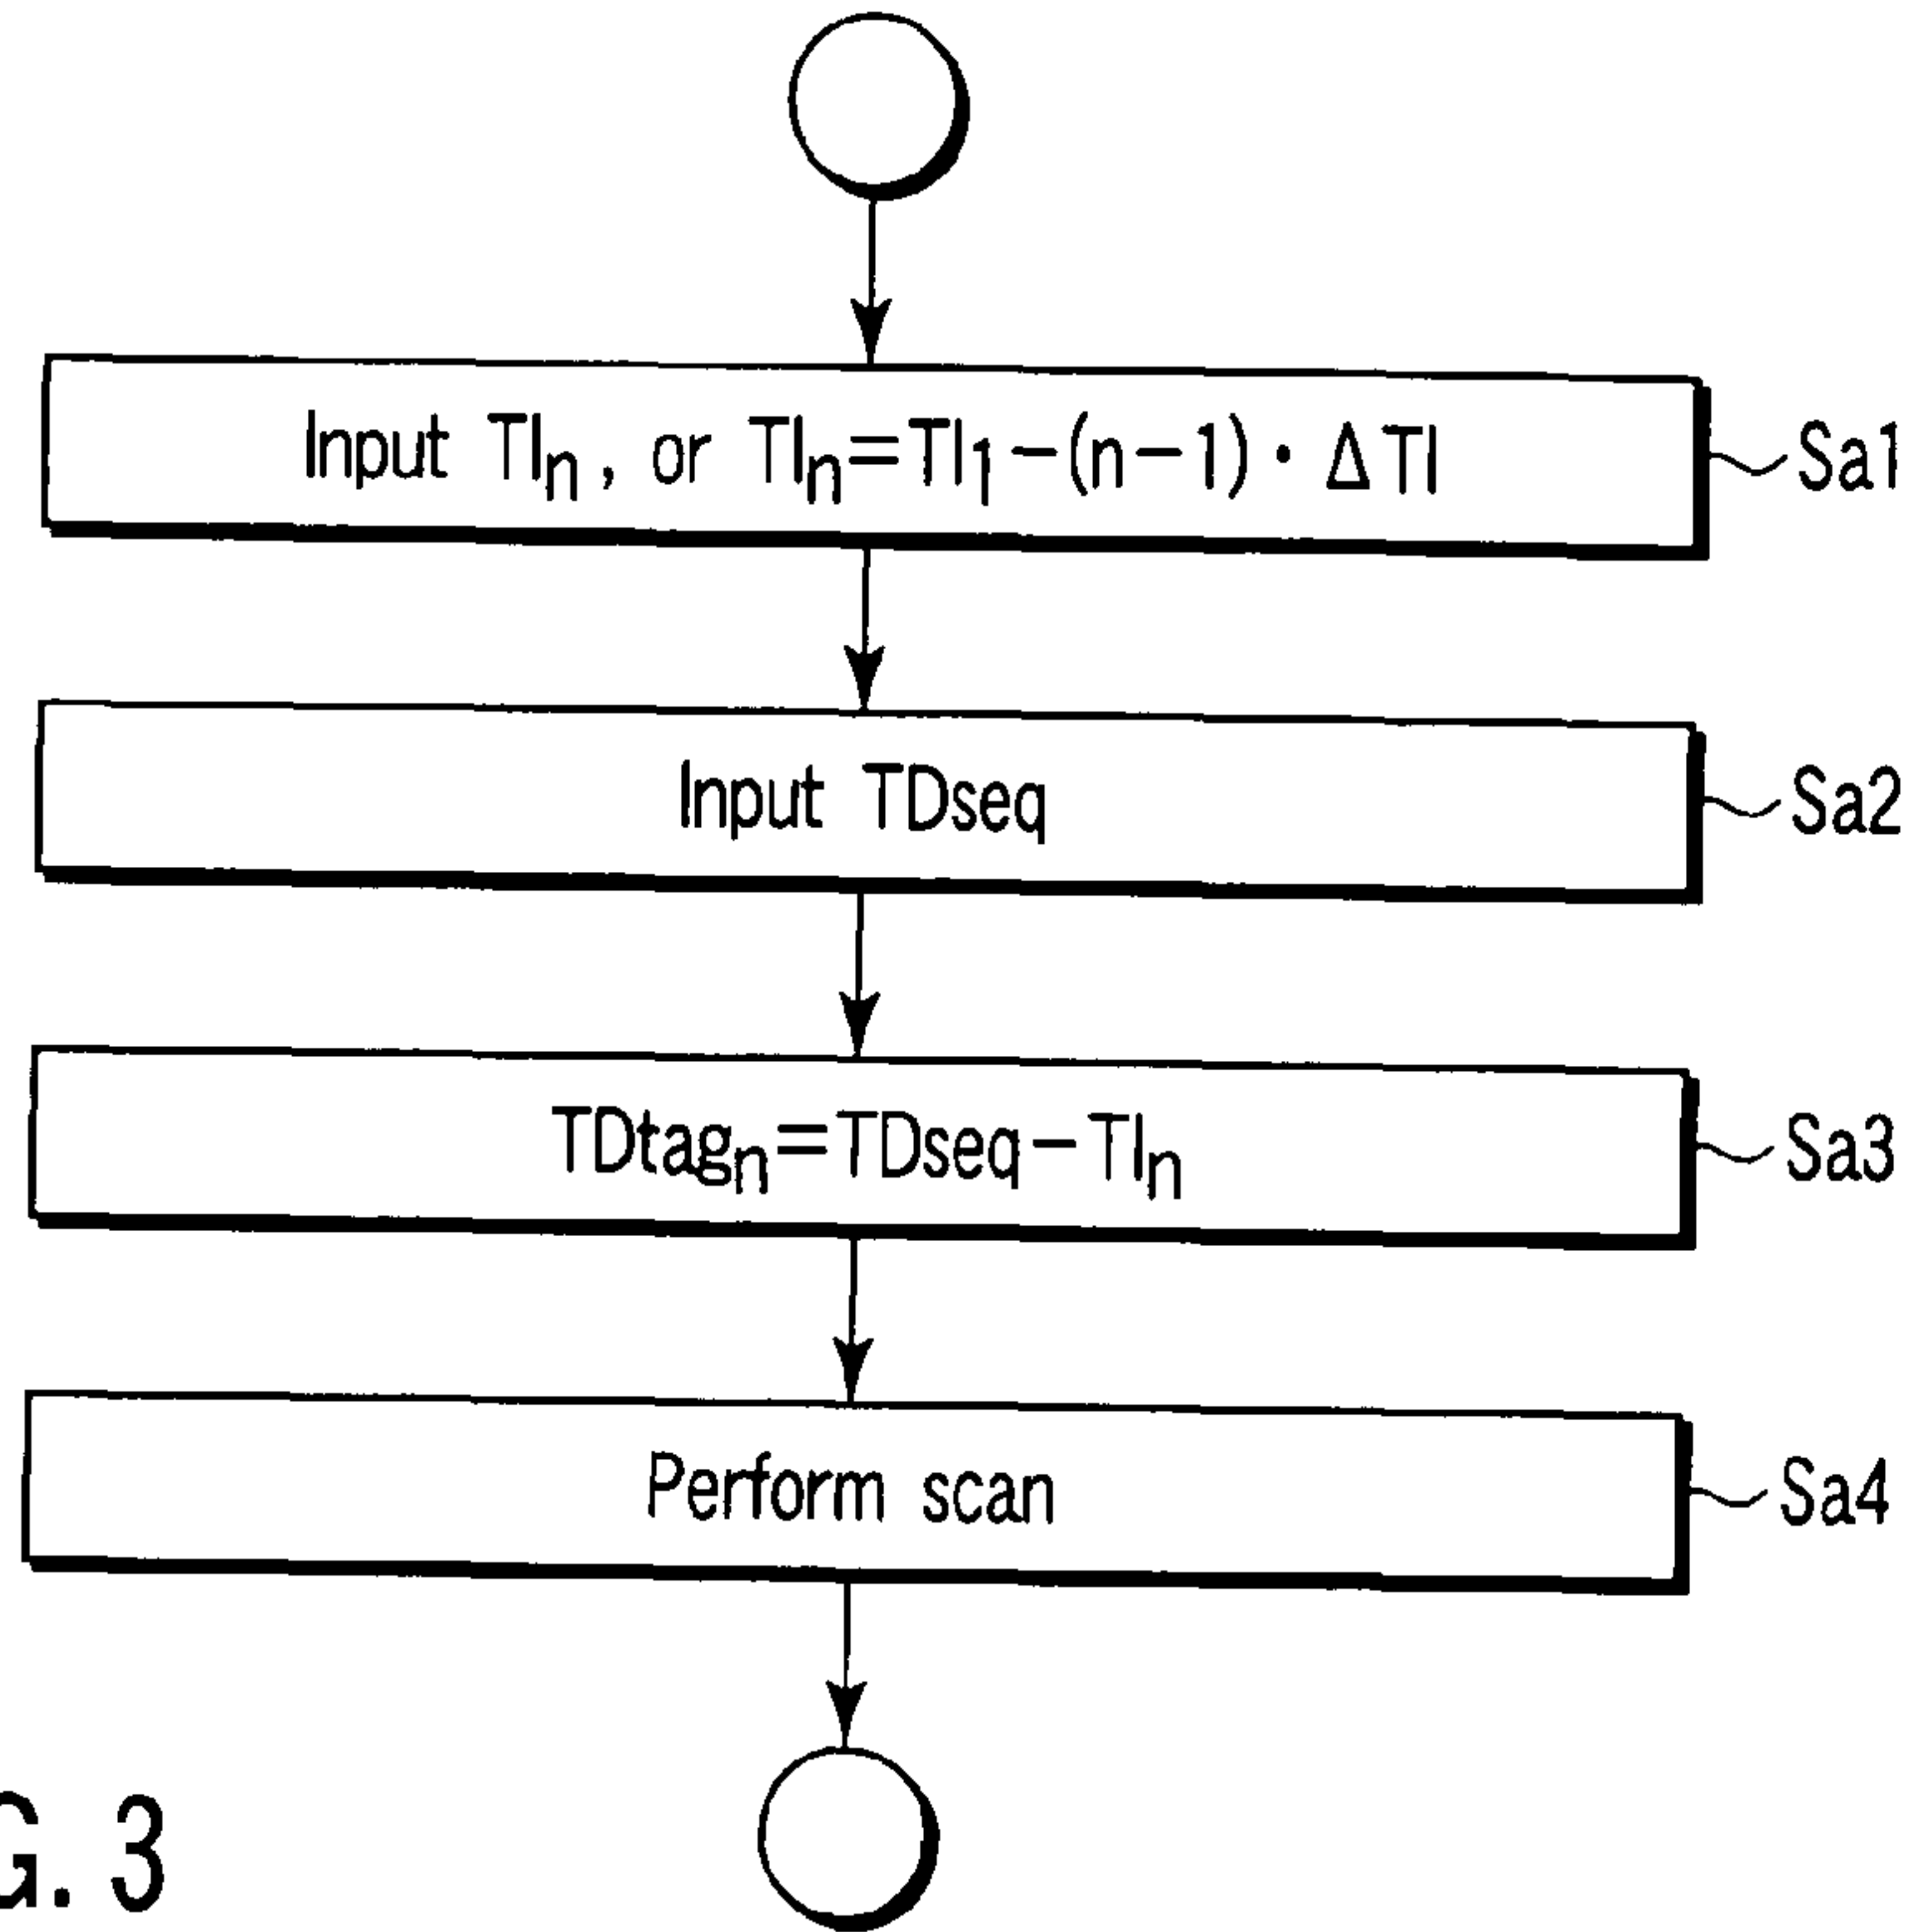 Input TIn, or TIn=TI1-(n-1)·ΔTI
Sa1
Input TDseq
Sa2
TDtagn=TDseq-TIn
Sa3
Perform scan
Sa4
G. 3